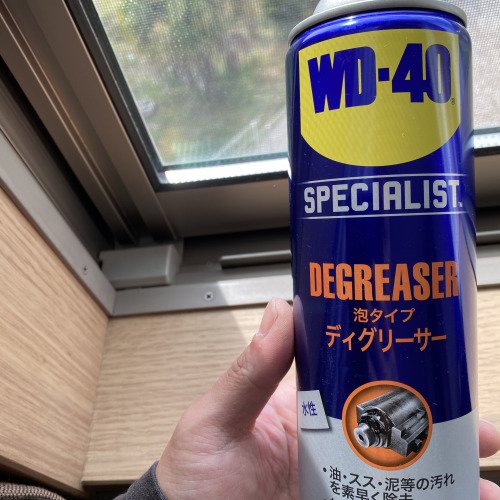 WD-40
SPECIALIST
DEGREASER
泡タイプ
ディグリーサー
水性
・油・スス・泥等の汚れ
を素早く除去